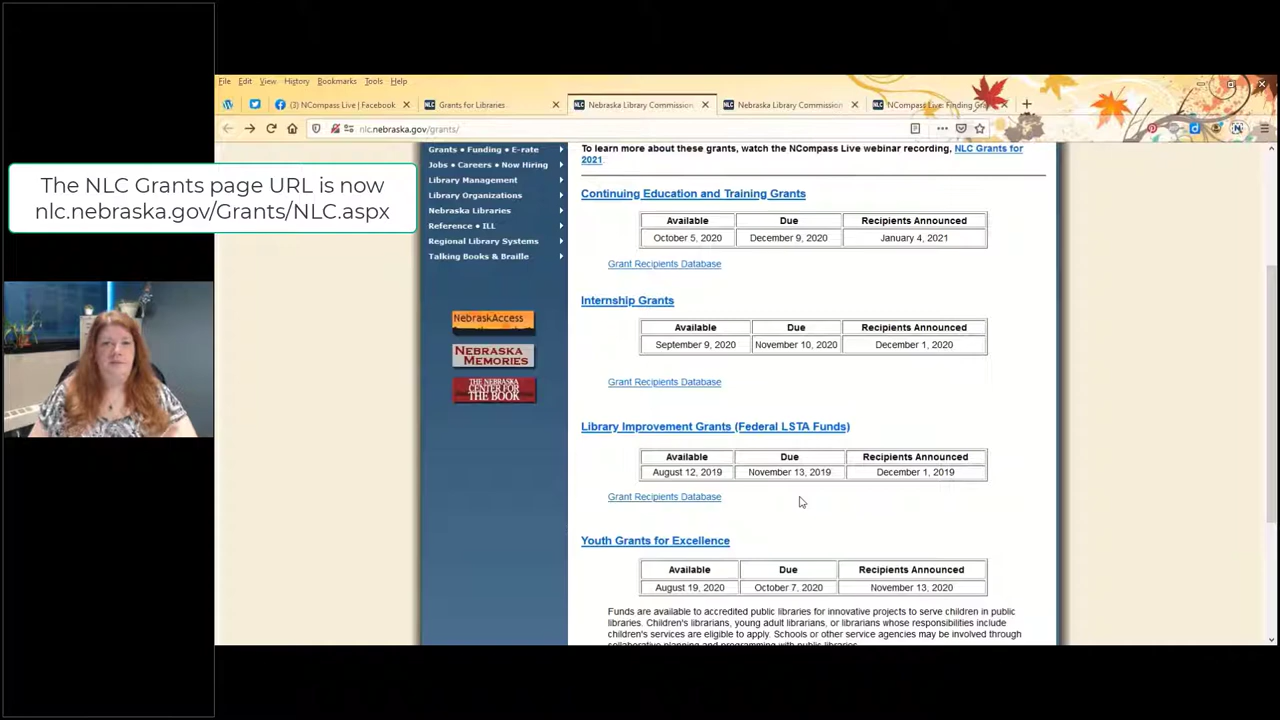 File Edit View History Bookmarks Tools Help
(3) NCompass Live | Facebook
Grants for Libraries
Nebraska Library Commission
Nebraska Library Commission
NCompass Live: Finding Gra
nlc.nebraska.gov/grants/
The NLC Grants page URL is now
nlc.nebraska.gov/Grants/NLC.aspx
Grants • Funding • E-rate
Jobs • Careers • Now Hiring
Library Management
Library Organizations
Nebraska Libraries
Reference • ILL
Regional Library Systems
Talking Books & Braille
NebraskAccess
NEBRASKA
MEMORIES
THE NEBRASKA
CENTER FOR
THE BOOK
To learn more about these grants, watch the NCompass Live webinar recording, NLC Grants for
2021.
Continuing Education and Training Grants
Available Due Recipients Announced
October 5, 2020 December 9, 2020 January 4, 2021
Grant Recipients Database
Internship Grants
Available Due Recipients Announced
September 9, 2020 November 10, 2020 December 1, 2020
Grant Recipients Database
Library Improvement Grants (Federal LSTA Funds)
Available Due Recipients Announced
August 12, 2019 November 13, 2019 December 1, 2019
Grant Recipients Database
Youth Grants for Excellence
Available Due Recipients Announced
August 19, 2020 October 7, 2020 November 13, 2020
Funds are available to accredited public libraries for innovative projects to serve children in public
libraries. Children's librarians, young adult librarians, or librarians whose responsibilities include
children's services are eligible to apply. Schools or other service agencies may be involved through
collaborative planning and programming with public libraries.